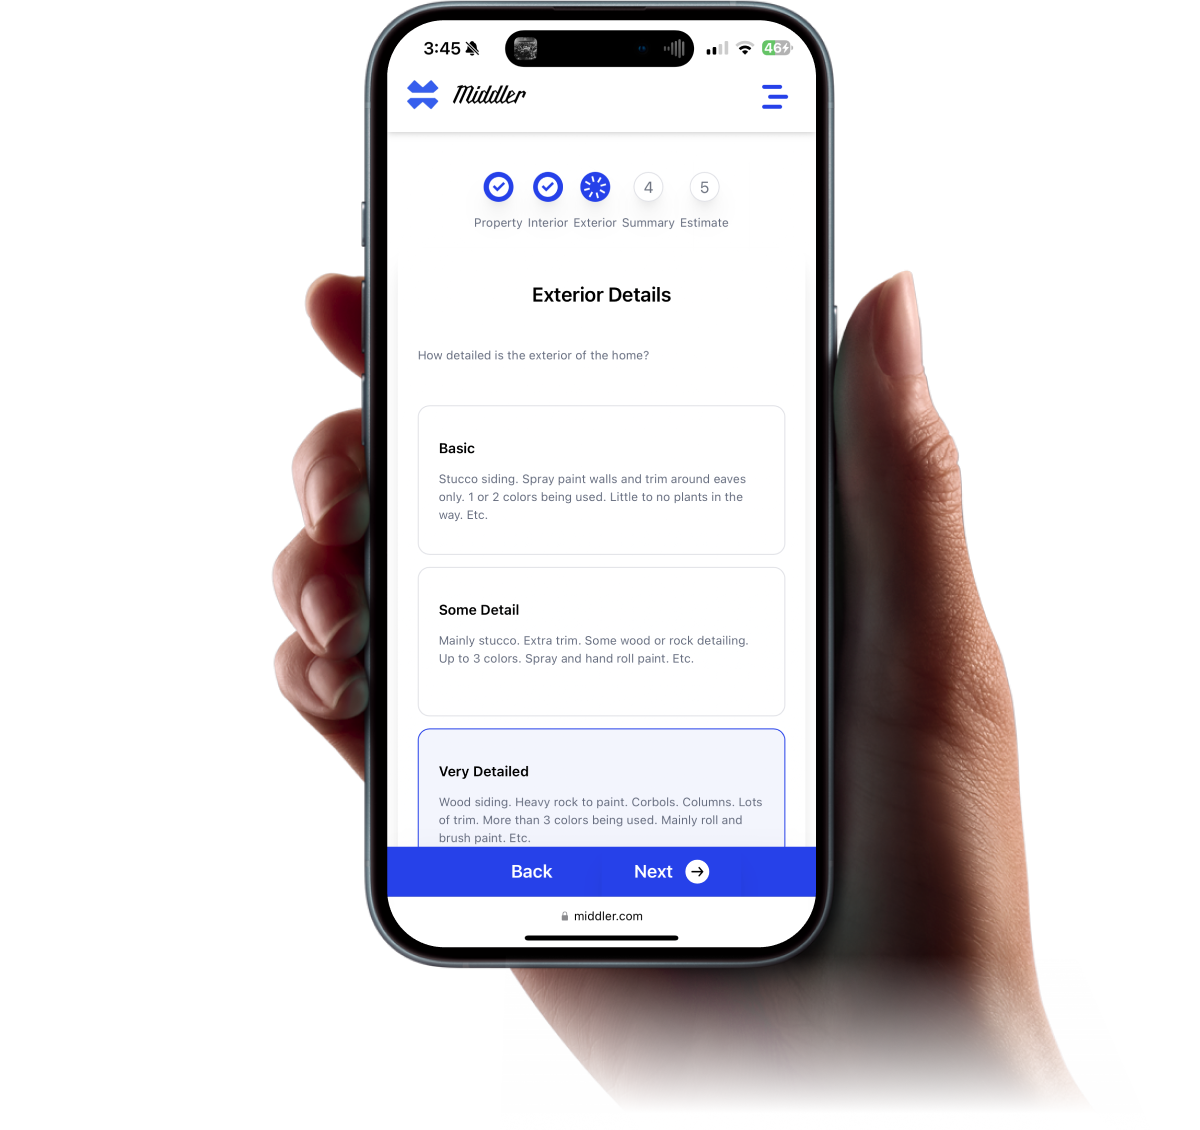 3:45
46
Middler
4
5
Property Interior Exterior Summary Estimate
Exterior Details
How detailed is the exterior of the home?
Basic
Stucco siding. Spray paint walls and trim around eaves
only. 1 or 2 colors being used. Little to no plants in the
way. Etc.
Some Detail
Mainly stucco. Extra trim. Some wood or rock detailing.
Up to 3 colors. Spray and hand roll paint. Etc.
Very Detailed
Wood siding. Heavy rock to paint. Corbols. Columns. Lots
of trim. More than 3 colors being used. Mainly roll and
brush paint. Etc.
Back Next
middler.com